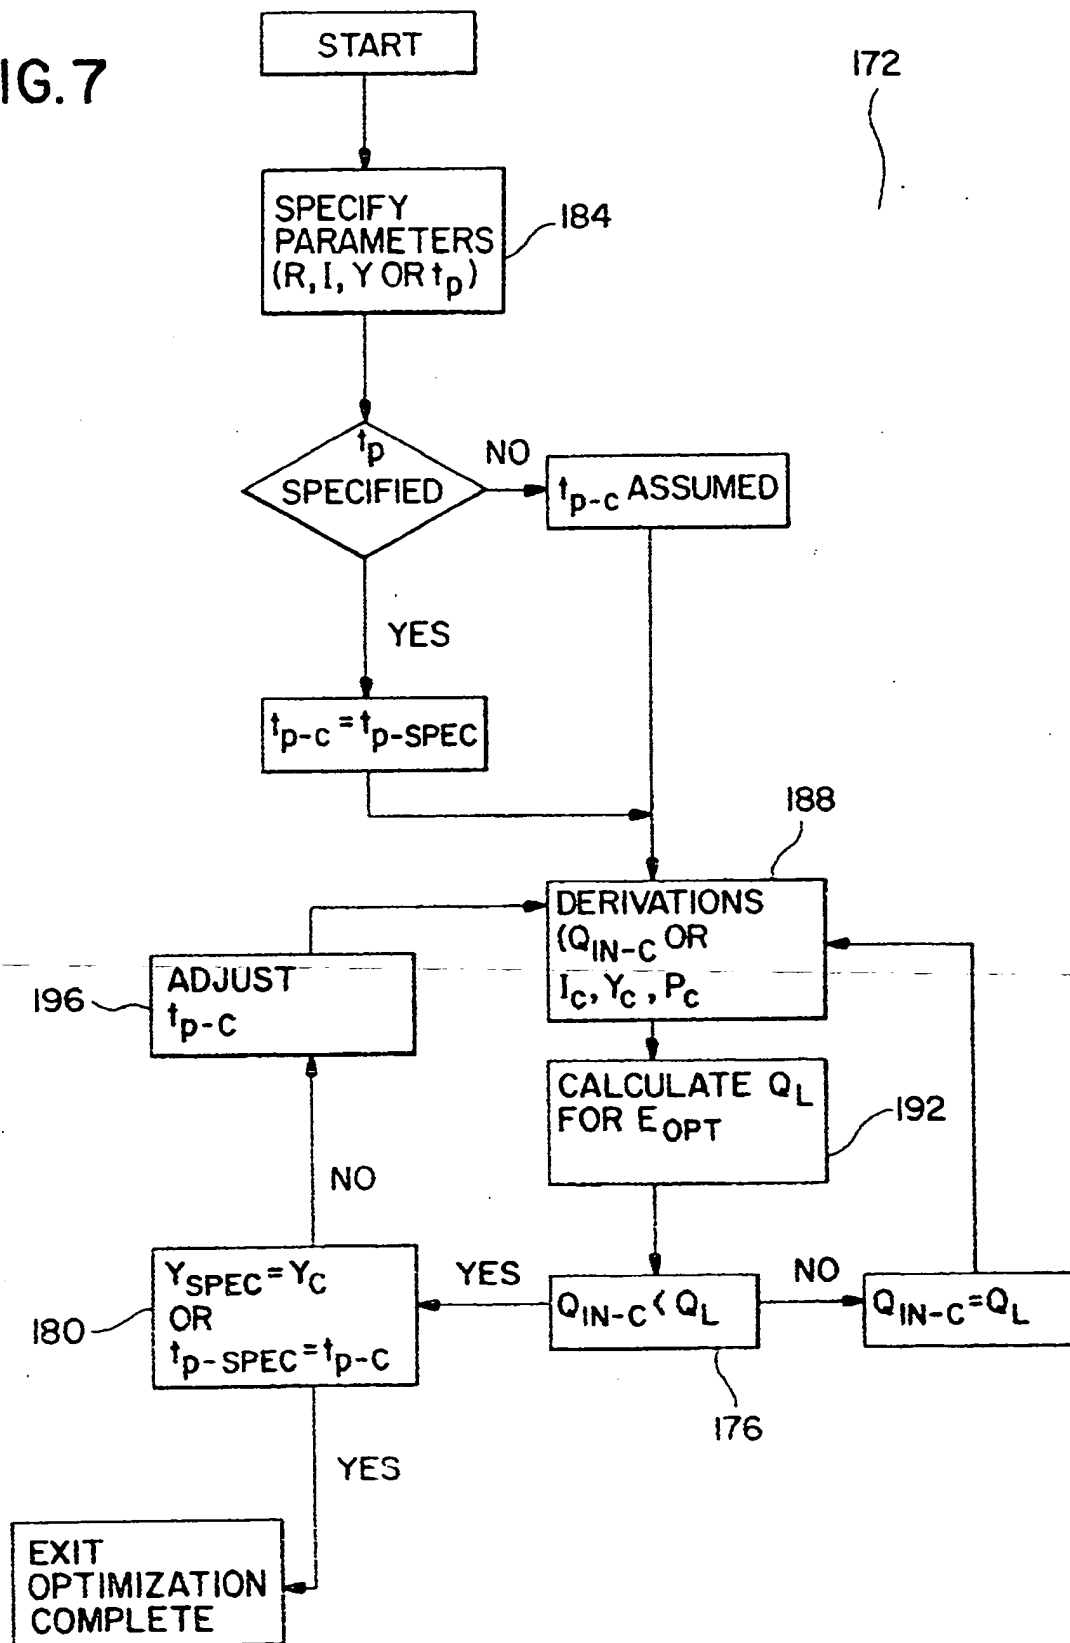 IG. 7
START
172
SPECIFY
PARAMETERS
(R, I, Y OR tp)
184
tp
SPECIFIED
NO
tp-c ASSUMED
YES
tp-c = tp-SPEC
188
DERIVATIONS
(QIN-C OR
IC, YC, PC
ADJUST
tp-C
196
CALCULATE QL
FOR EOPT
192
NO
YSPEC = YC
OR
tp-SPEC = tp-C
180
YES
QIN-C < QL
NO
QIN-C = QL
176
YES
EXIT
OPTIMIZATION
COMPLETE